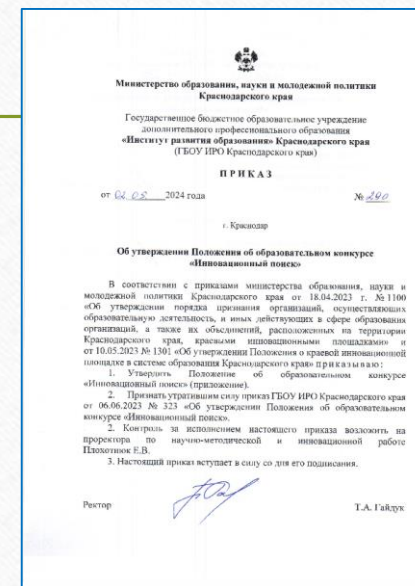 Министерство образования, науки и молодежной политики
Краснодарского края
Государственное бюджетное образовательное учреждение
дополнительного профессионального образования
«Институт развития образования» Краснодарского края
(ГБОУ ИРО Краснодарского края)
ПРИКАЗ
от 02.05 2024 года № 290
г. Краснодар
Об утверждении Положения об образовательном конкурсе
«Инновационный поиск»
В соответствии с приказами министерства образования, науки и
молодежной политики Краснодарского края от 18.04.2023 г. № 1100
«Об утверждении порядка признания организаций, осуществляющих
образовательную деятельность, и иных действующих в сфере образования
организаций, а также их объединений, расположенных на территории
Краснодарского края, краевыми инновационными площадками» и
от 10.05.2023 № 1301 «Об утверждении Положения о краевой инновационной
площадке в системе образования Краснодарского края» приказываю:
1. Утвердить Положение об образовательном конкурсе
«Инновационный поиск» (приложение).
2. Признать утратившим силу приказ ГБОУ ИРО Краснодарского края
от 06.06.2023 № 323 «Об утверждении Положения об образовательном
конкурсе «Инновационный поиск».
2. Контроль за исполнением настоящего приказа возложить на
проректора по научно-методической и инновационной работе
Плохотнюк Е.В.
3. Настоящий приказ вступает в силу со дня его подписания.
Ректор Т.А. Гайдук